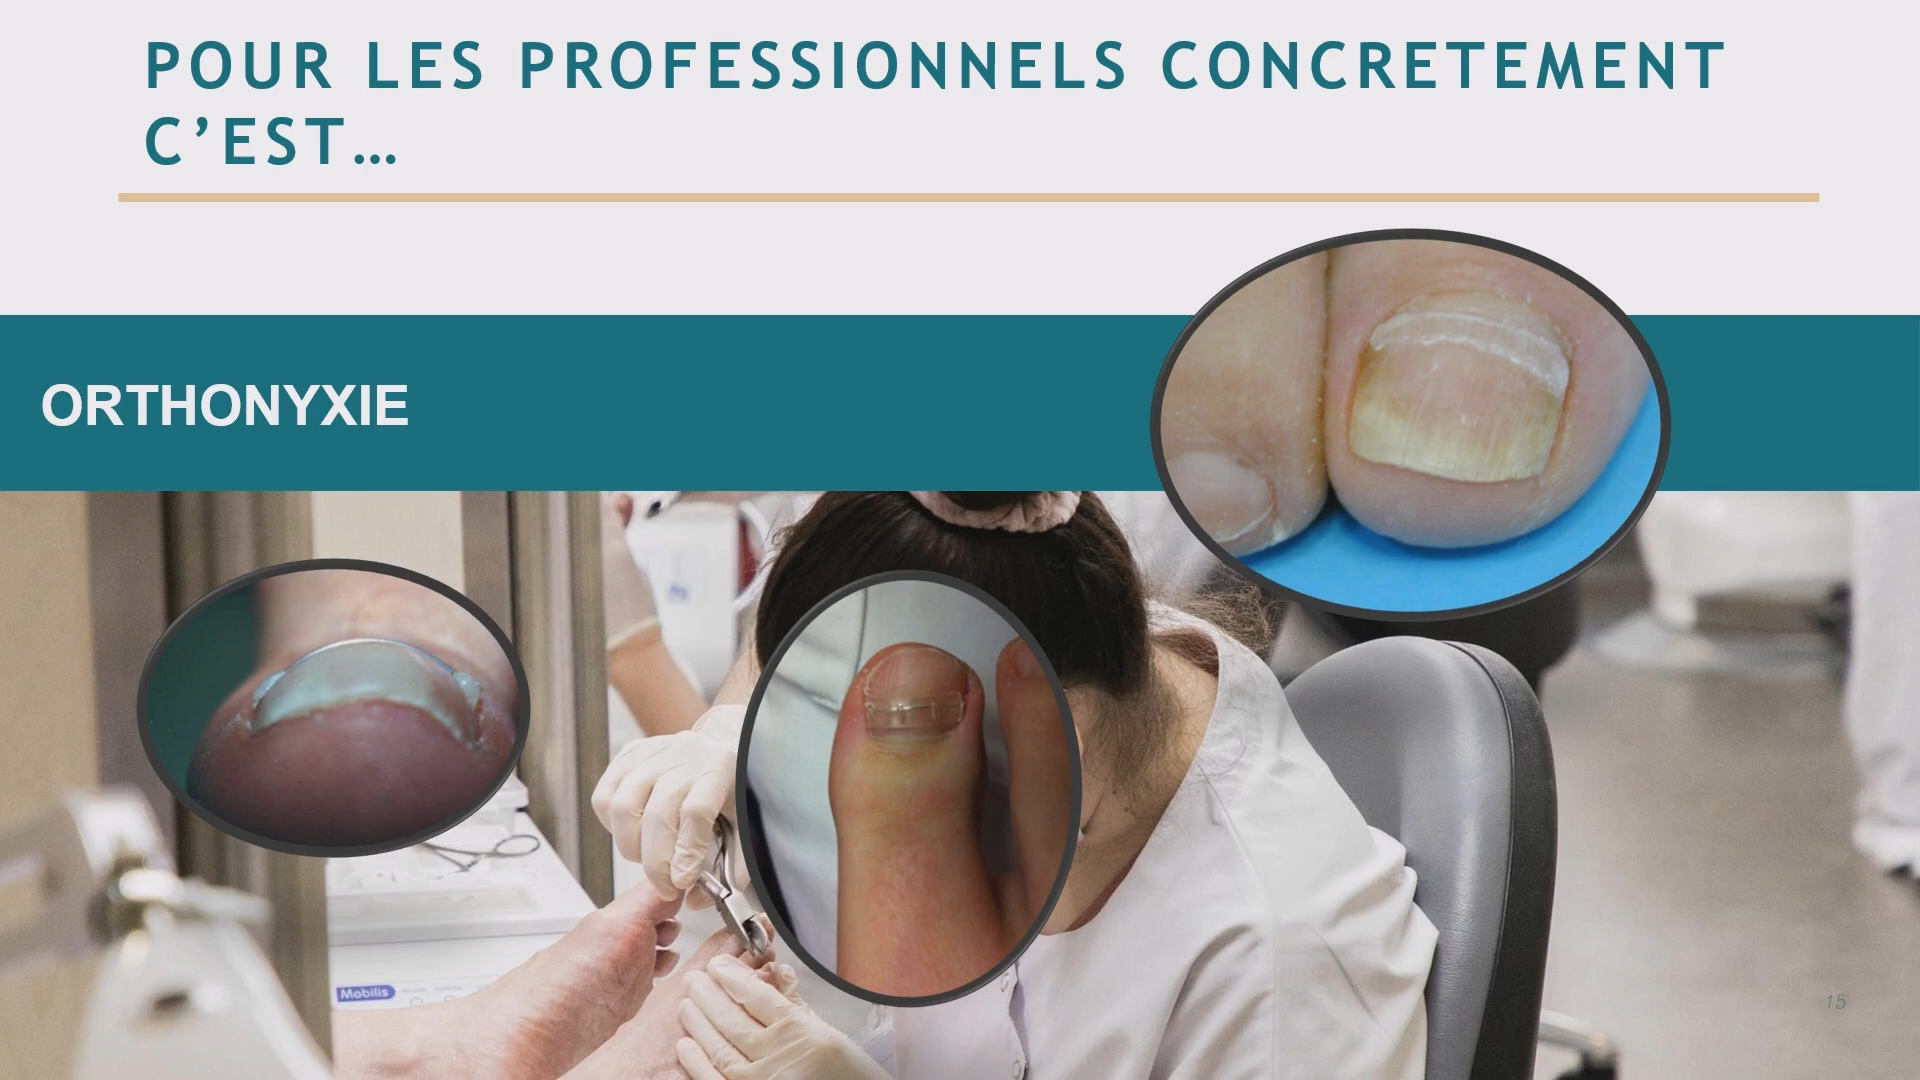 POUR LES PROFESSIONNELS CONCRETEMENT
C’EST…
ORTHONYXIE
Mobilis
15